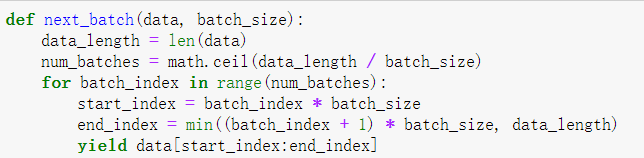 def next_batch(data, batch_size):
    data_length = len(data)
    num_batches = math.ceil(data_length / batch_size)
    for batch_index in range(num_batches):
        start_index = batch_index * batch_size
        end_index = min((batch_index + 1) * batch_size, data_length)
        yield data[start_index:end_index]